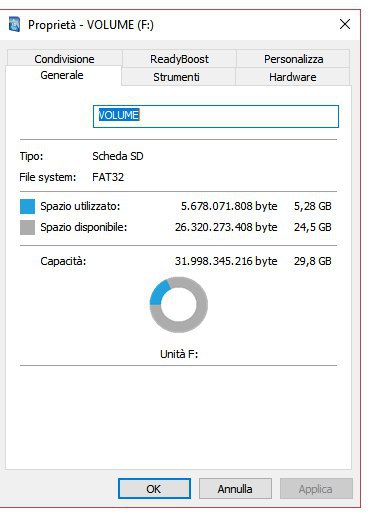 Proprietà - VOLUME (F:)
Condivisione ReadyBoost Personalizza
Generale Strumenti Hardware
VOLUME
Tipo: Scheda SD
File system: FAT32
Spazio utilizzato: 5.678.071.808 byte 5,28 GB
Spazio disponibile: 26.320.273.408 byte 24,5 GB
Capacità: 31.998.345.216 byte 29,8 GB
Unità F:
OK Annulla Applica